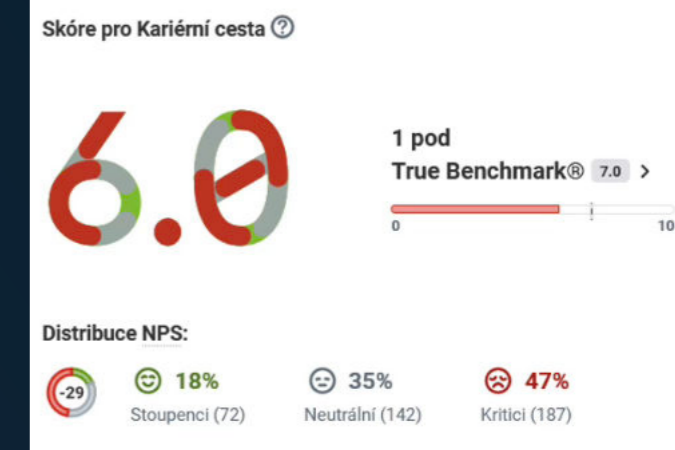 Skóre pro Kariérní cesta ?
6.0
1 pod
True Benchmark® 7.0 >
0 10
Distribuce NPS:
-29
18% 35% 47%
Stoupenci (72) Neutrální (142) Kritici (187)